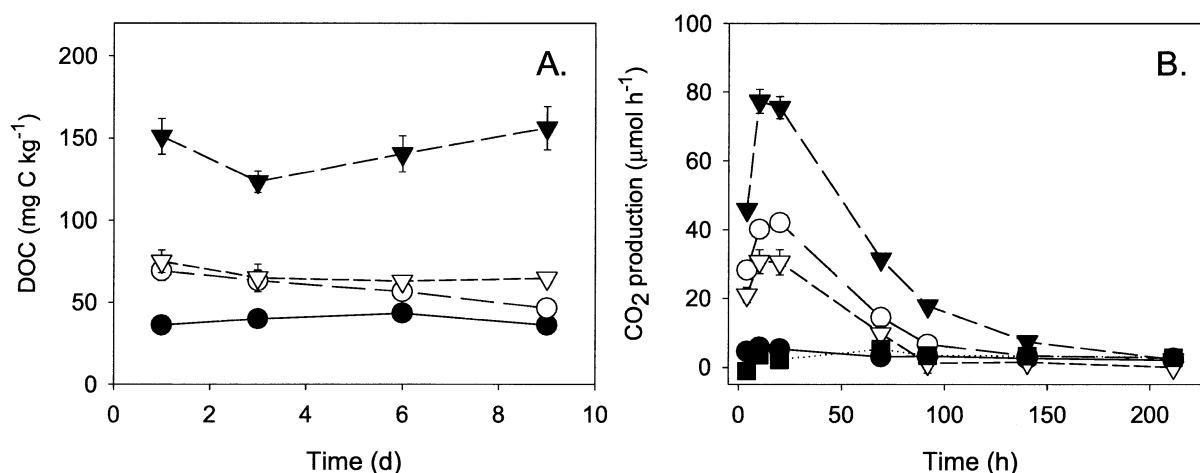 A.
DOC (mg C kg⁻¹)
200
150
100
50
0
0 2 4 6 8 10
Time (d)
B.
CO₂ production (μmol h⁻¹)
100
80
60
40
20
0
0 50 100 150 200
Time (h)